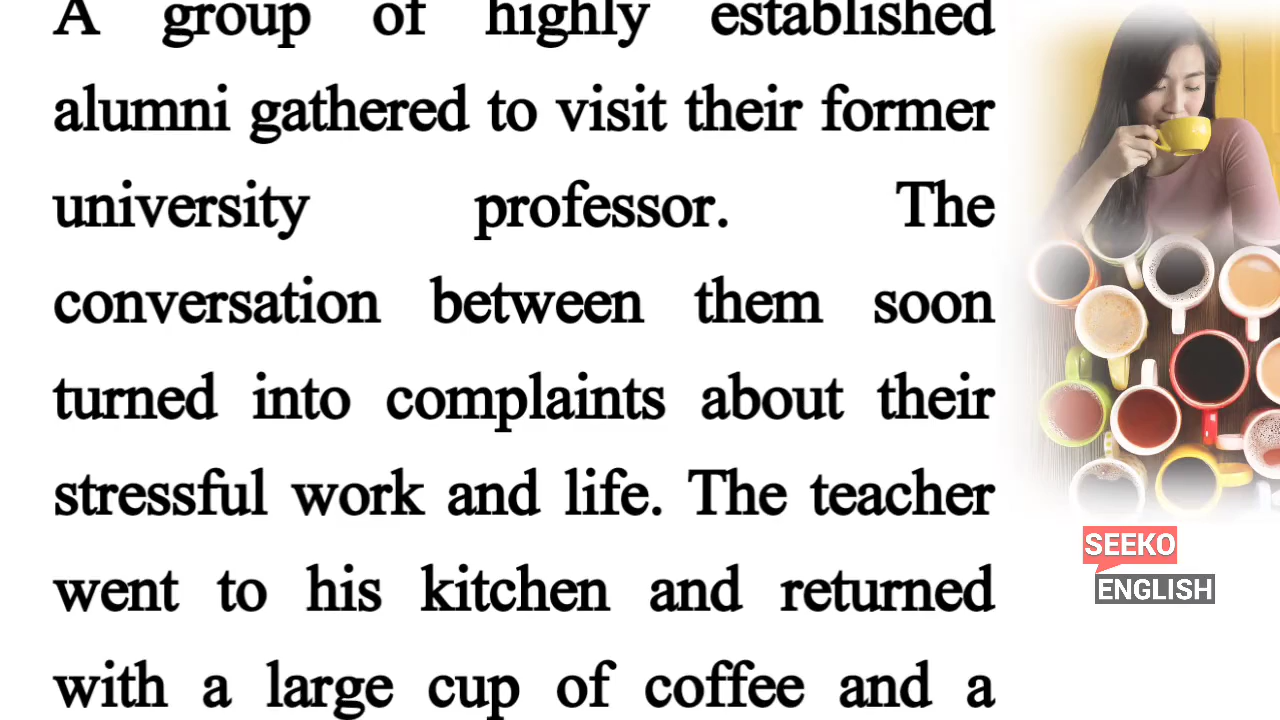 A group of highly established
alumni gathered to visit their former
university professor. The
conversation between them soon
turned into complaints about their
stressful work and life. The teacher
went to his kitchen and returned
with a large cup of coffee and a
SEEKO
ENGLISH